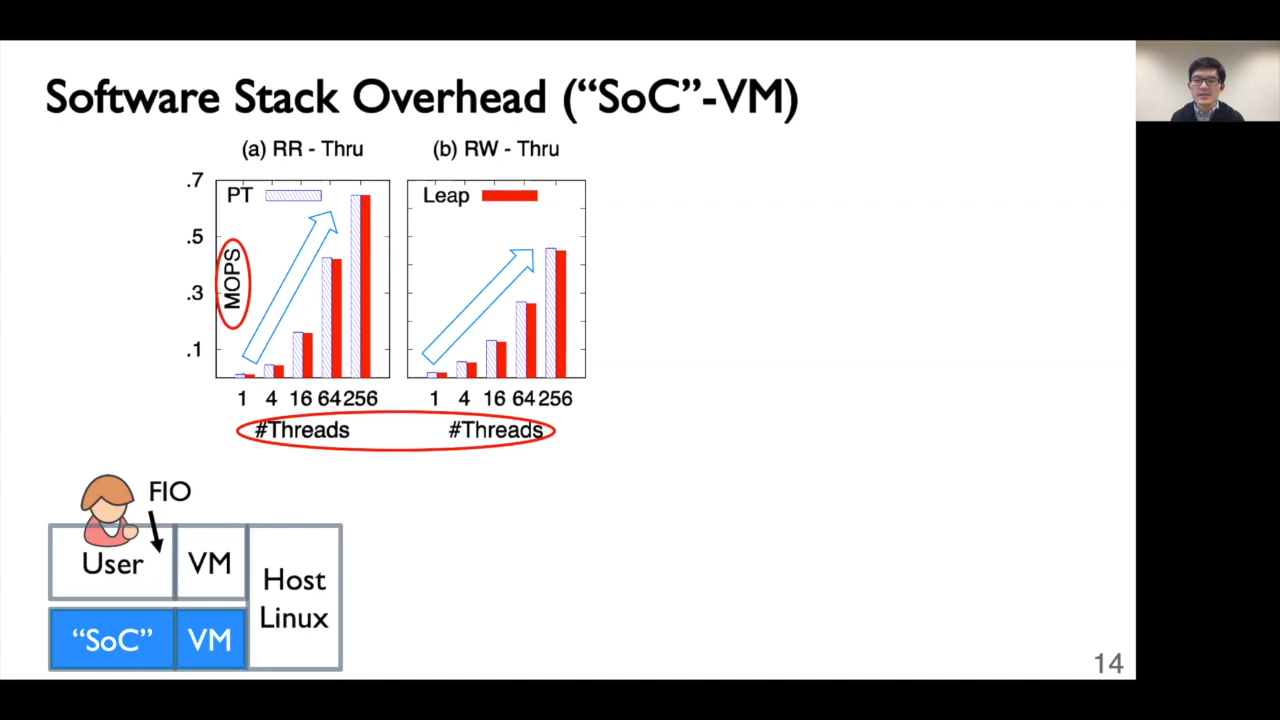 Software Stack Overhead (“SoC”-VM)
(a) RR - Thru
(b) RW - Thru
.7
.5
.3
.1
MOPS
PT
Leap
1 4 16 64 256
1 4 16 64 256
#Threads
#Threads
FIO
User
VM
Host
Linux
“SoC”
VM
14